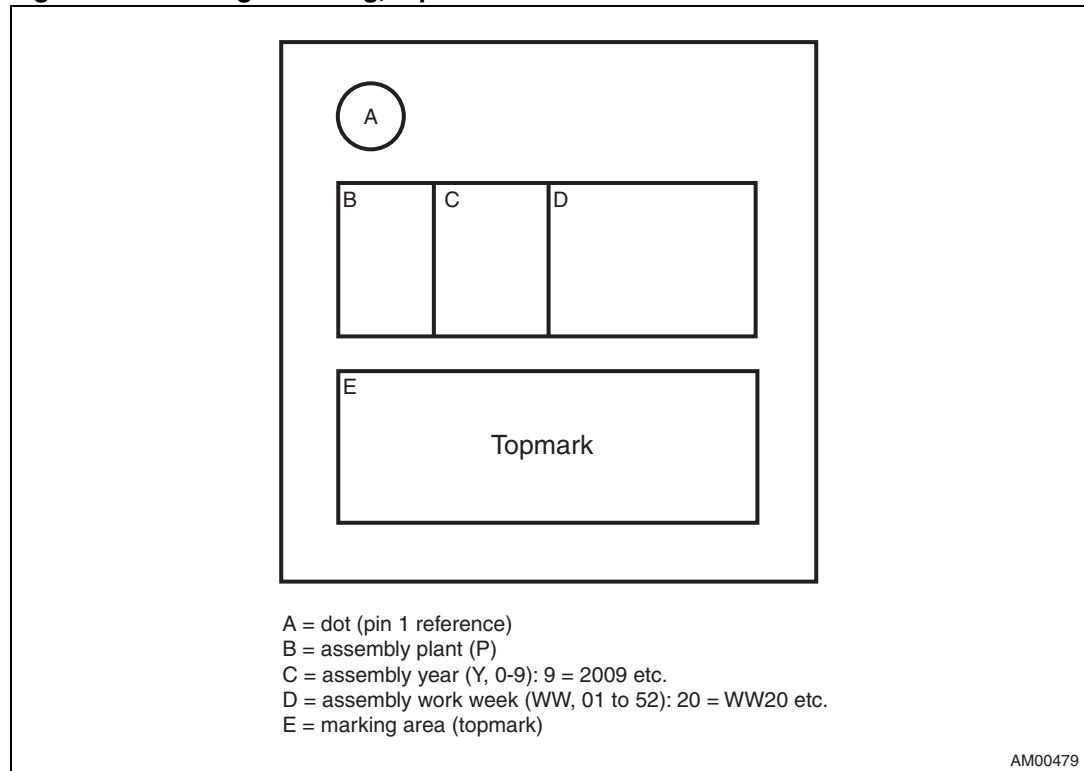 A
B C D
E
Topmark
A = dot (pin 1 reference)
B = assembly plant (P)
C = assembly year (Y, 0-9): 9 = 2009 etc.
D = assembly work week (WW, 01 to 52): 20 = WW20 etc.
E = marking area (topmark)
AM00479